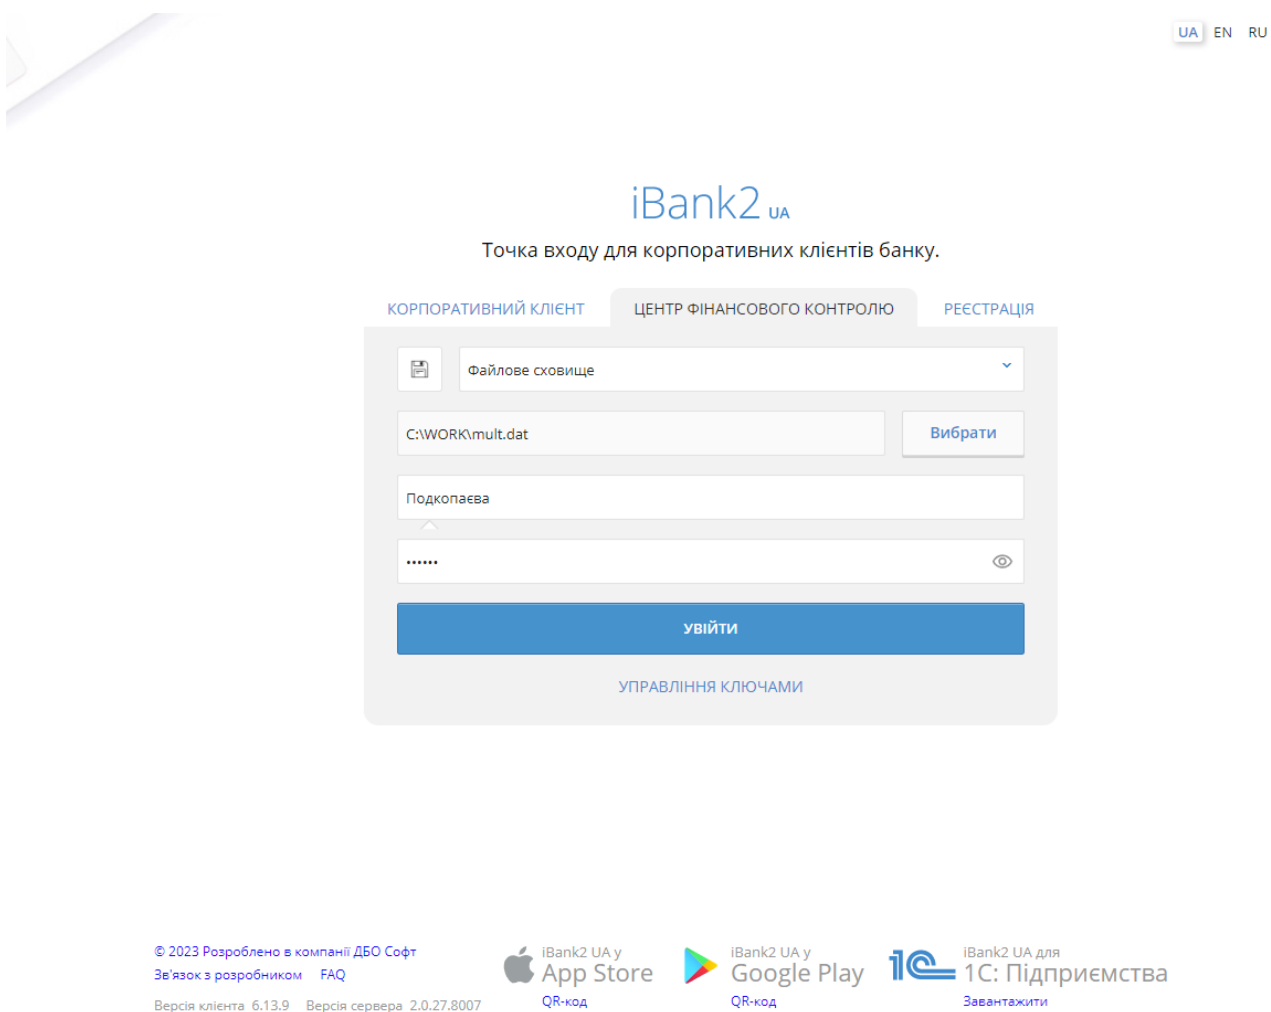 UA EN RU
iBank2 UA
Точка входу для корпоративних клієнтів банку.
КОРПОРАТИВНИЙ КЛІЄНТ ЦЕНТР ФІНАНСОВОГО КОНТРОЛЮ РЕЄСТРАЦІЯ
Файлове сховище
C:\WORK\mult.dat Вибрати
Подкопаєва
••••••
УВІЙТИ
УПРАВЛІННЯ КЛЮЧАМИ
© 2023 Розроблено в компанії ДБО Софт
Зв'язок з розробником FAQ
Версія клієнта 6.13.9 Версія сервера 2.0.27.8007
iBank2 UA у
App Store
QR-код
iBank2 UA у
Google Play
QR-код
1C
iBank2 UA для
1С: Підприємства
Завантажити